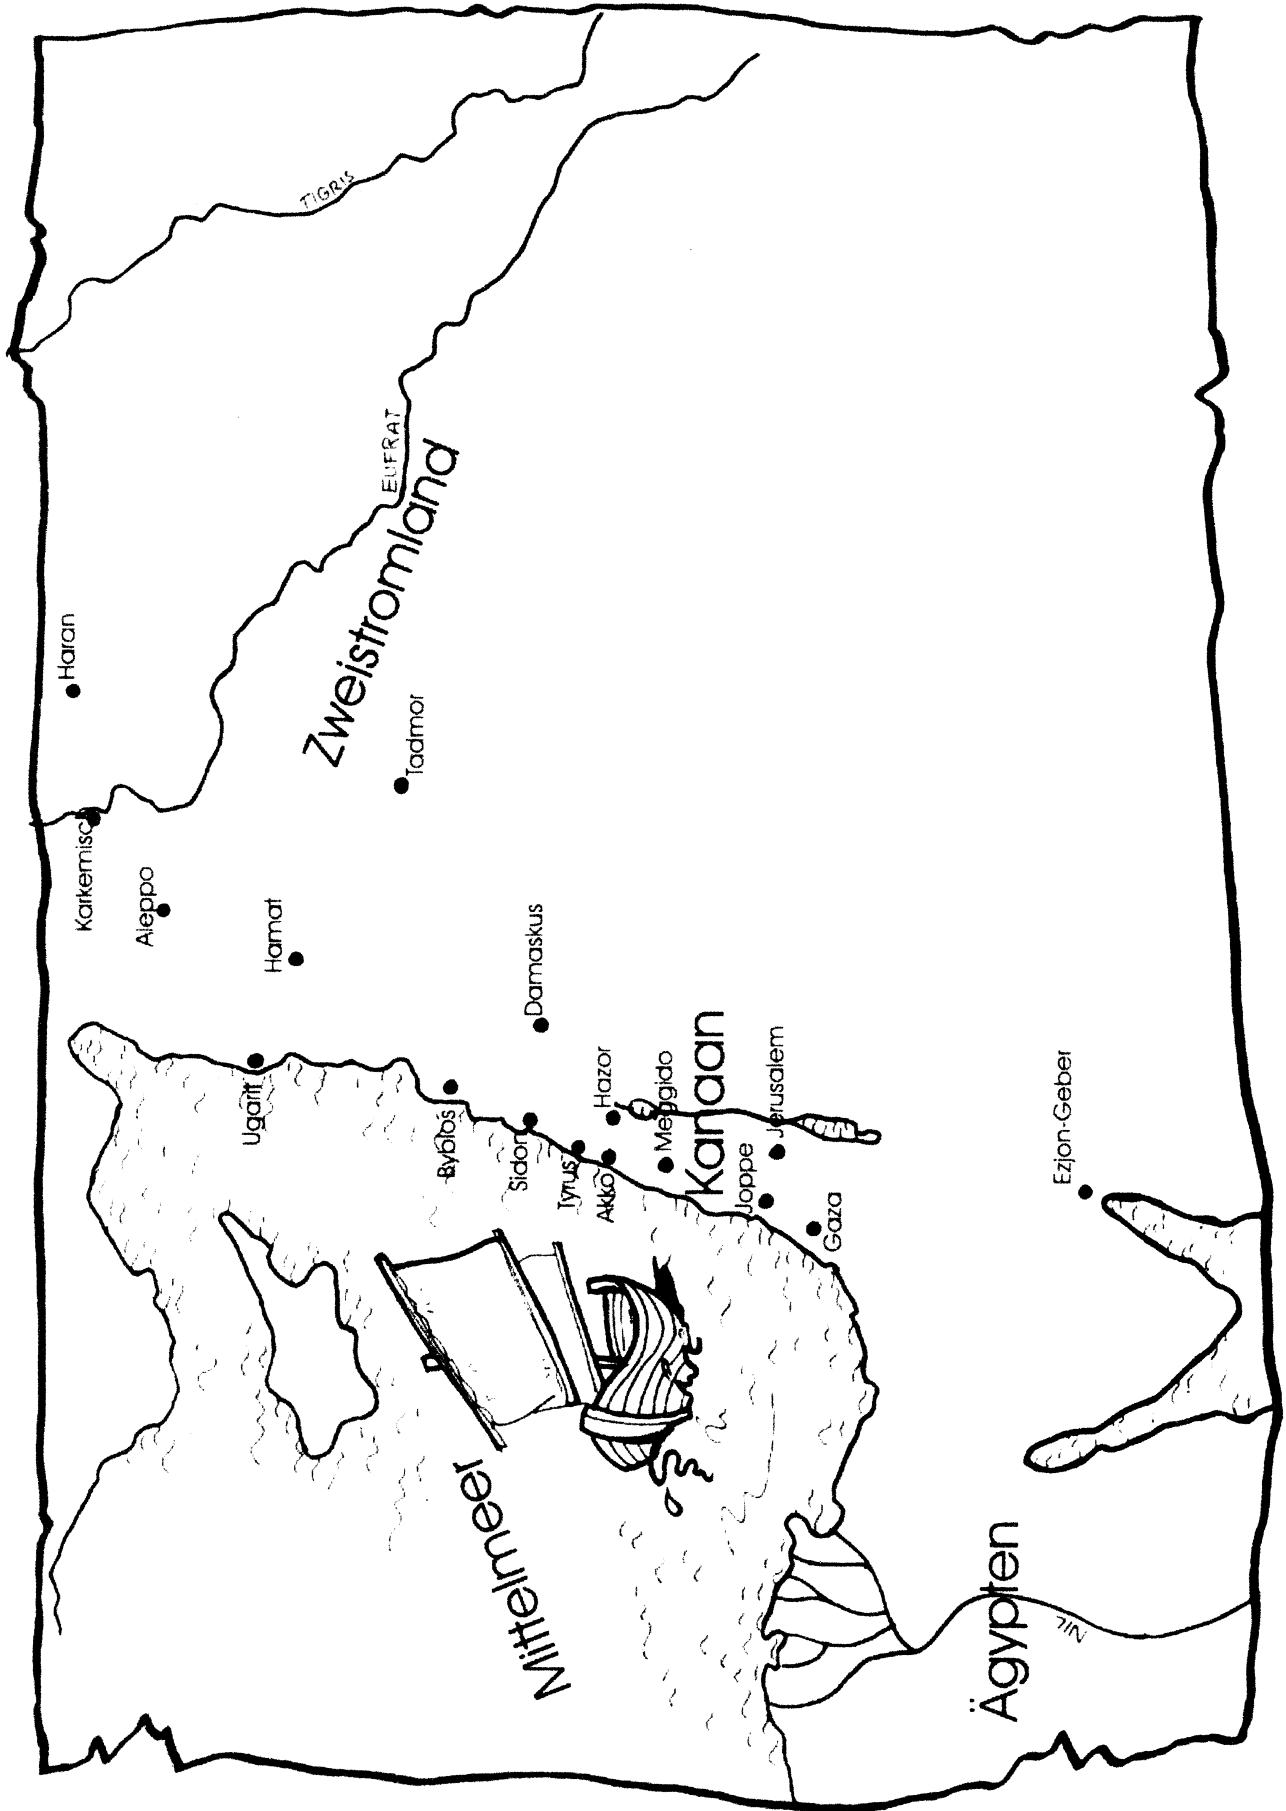 Haran
Karkemisch
Aleppo
TIGRIS
Hamat
EUFRAT
Zweistromland
Ugarit
Tadmor
Byblos
Damaskus
Sidon
Tyrus
Hazor
Akko
Mittelmeer
Meggido
Kanaan
Joppe
Jerusalem
Gaza
Ezjon-Geber
Ägypten
NIL